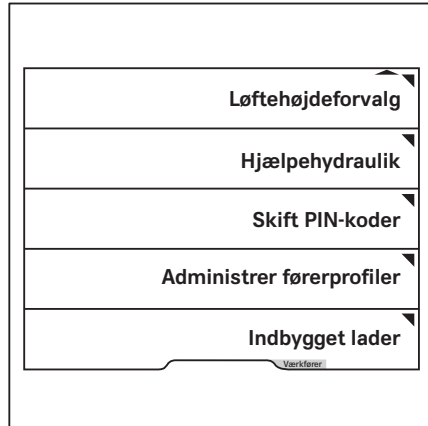 Løftehøjdeforvalg
Hjælpehydraulik
Skift PIN-koder
Administrer førerprofiler
Indbygget lader
Værkfører